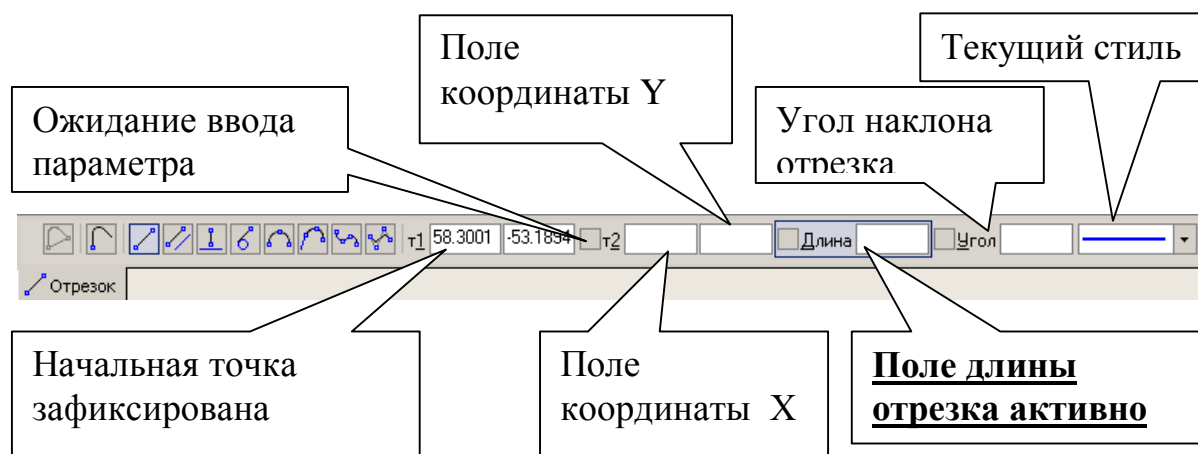 Поле
координаты Y
Текущий стиль
Ожидание ввода
параметра
Угол наклона
отрезка
т1 58.3001 -53.1894 т2 Длина Угол
Отрезок
Начальная точка
зафиксирована
Поле
координаты X
Поле длины
отрезка активно